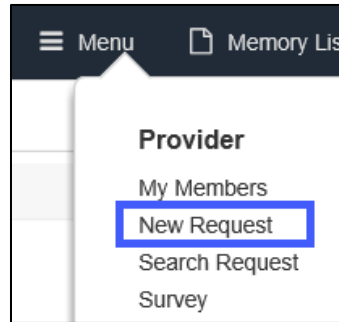 Menu Memory Lis
Provider
My Members
New Request
Search Request
Survey